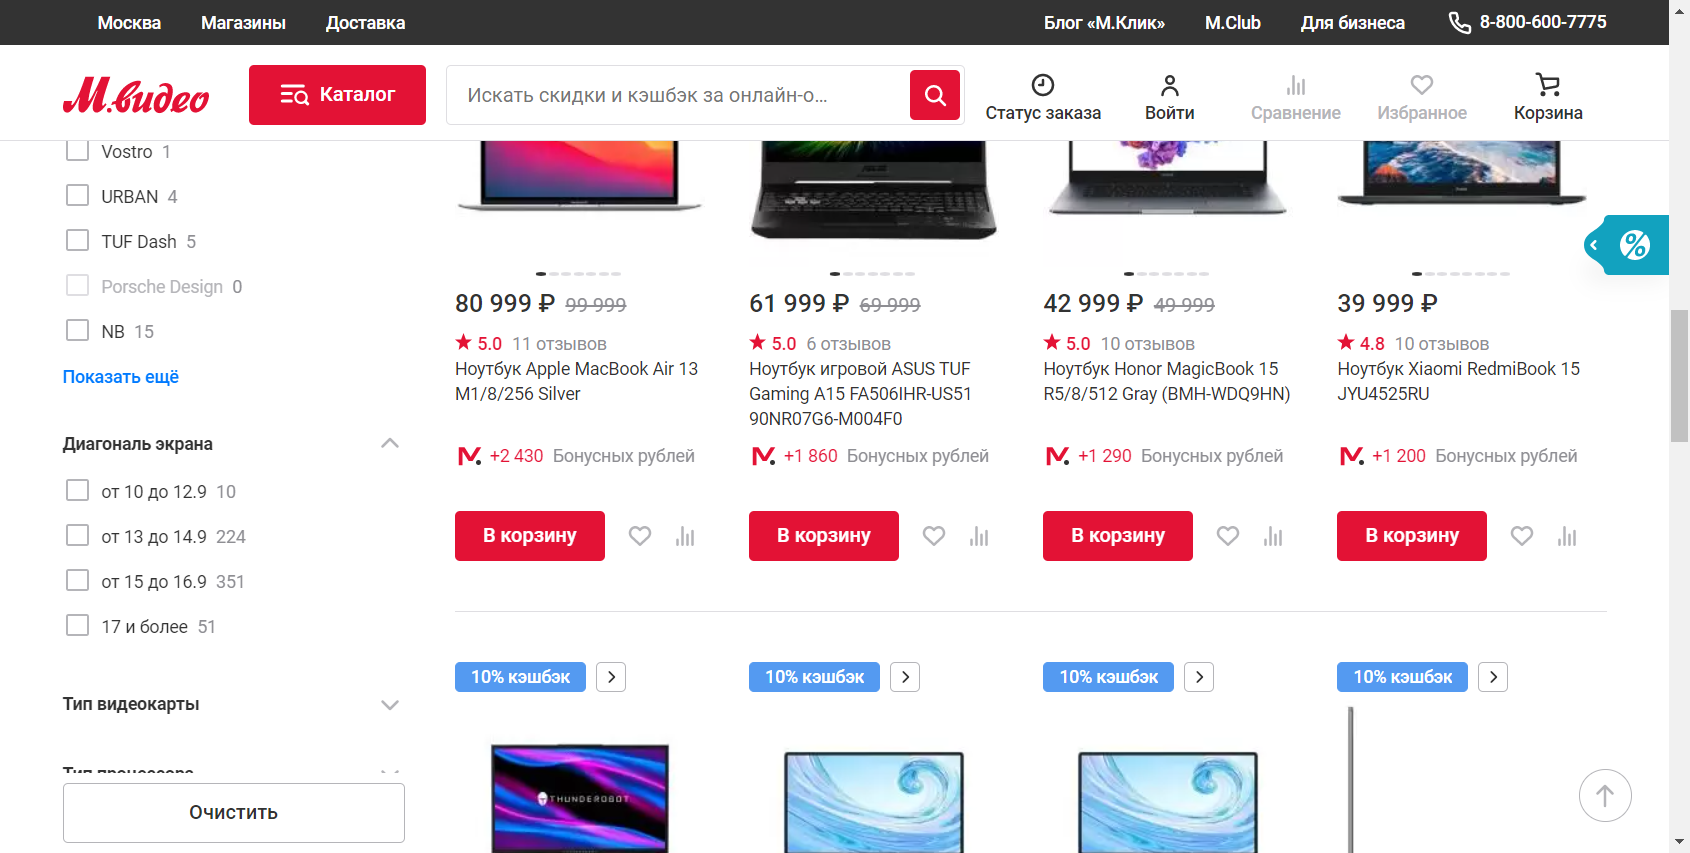 Москва Магазины Доставка Блог «М.Клик» M.Club Для бизнеса 8-800-600-7775
М.видео Каталог Искать скидки и кэшбэк за онлайн-о... Статус заказа Войти Сравнение Избранное Корзина
Vostro 1
URBAN 4
TUF Dash 5
Porsche Design 0
NB 15
Показать ещё
Диагональ экрана
от 10 до 12.9 10
от 13 до 14.9 224
от 15 до 16.9 351
17 и более 51
Тип видеокарты
Тип процессора
Очистить
80 999 ₽ 99 999
5.0 11 отзывов
Ноутбук Apple MacBook Air 13
M1/8/256 Silver
+2 430 Бонусных рублей
В корзину
61 999 ₽ 69 999
5.0 6 отзывов
Ноутбук игровой ASUS TUF
Gaming A15 FA506IHR-US51
90NR07G6-M004F0
+1 860 Бонусных рублей
В корзину
42 999 ₽ 49 999
5.0 10 отзывов
Ноутбук Honor MagicBook 15
R5/8/512 Gray (BMH-WDQ9HN)
+1 290 Бонусных рублей
В корзину
39 999 ₽
4.8 10 отзывов
Ноутбук Xiaomi RedmiBook 15
JYU4525RU
+1 200 Бонусных рублей
В корзину
10% кэшбэк
10% кэшбэк
10% кэшбэк
10% кэшбэк
THUNDEROBOT
%